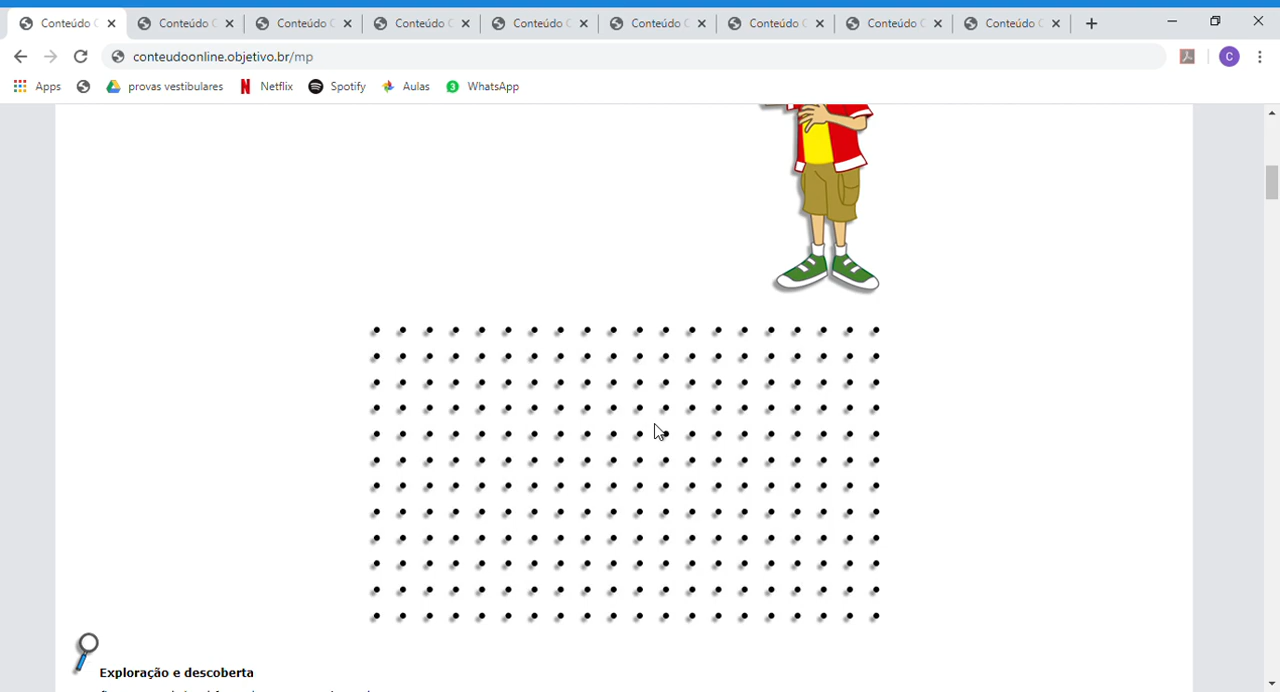 Conteúdo C Conteúdo C Conteúdo C Conteúdo C Conteúdo C Conteúdo C Conteúdo C Conteúdo C Conteúdo C
conteudoonline.objetivo.br/mp
C
Apps provas vestibulares Netflix Spotify Aulas 3 WhatsApp
Exploração e descoberta